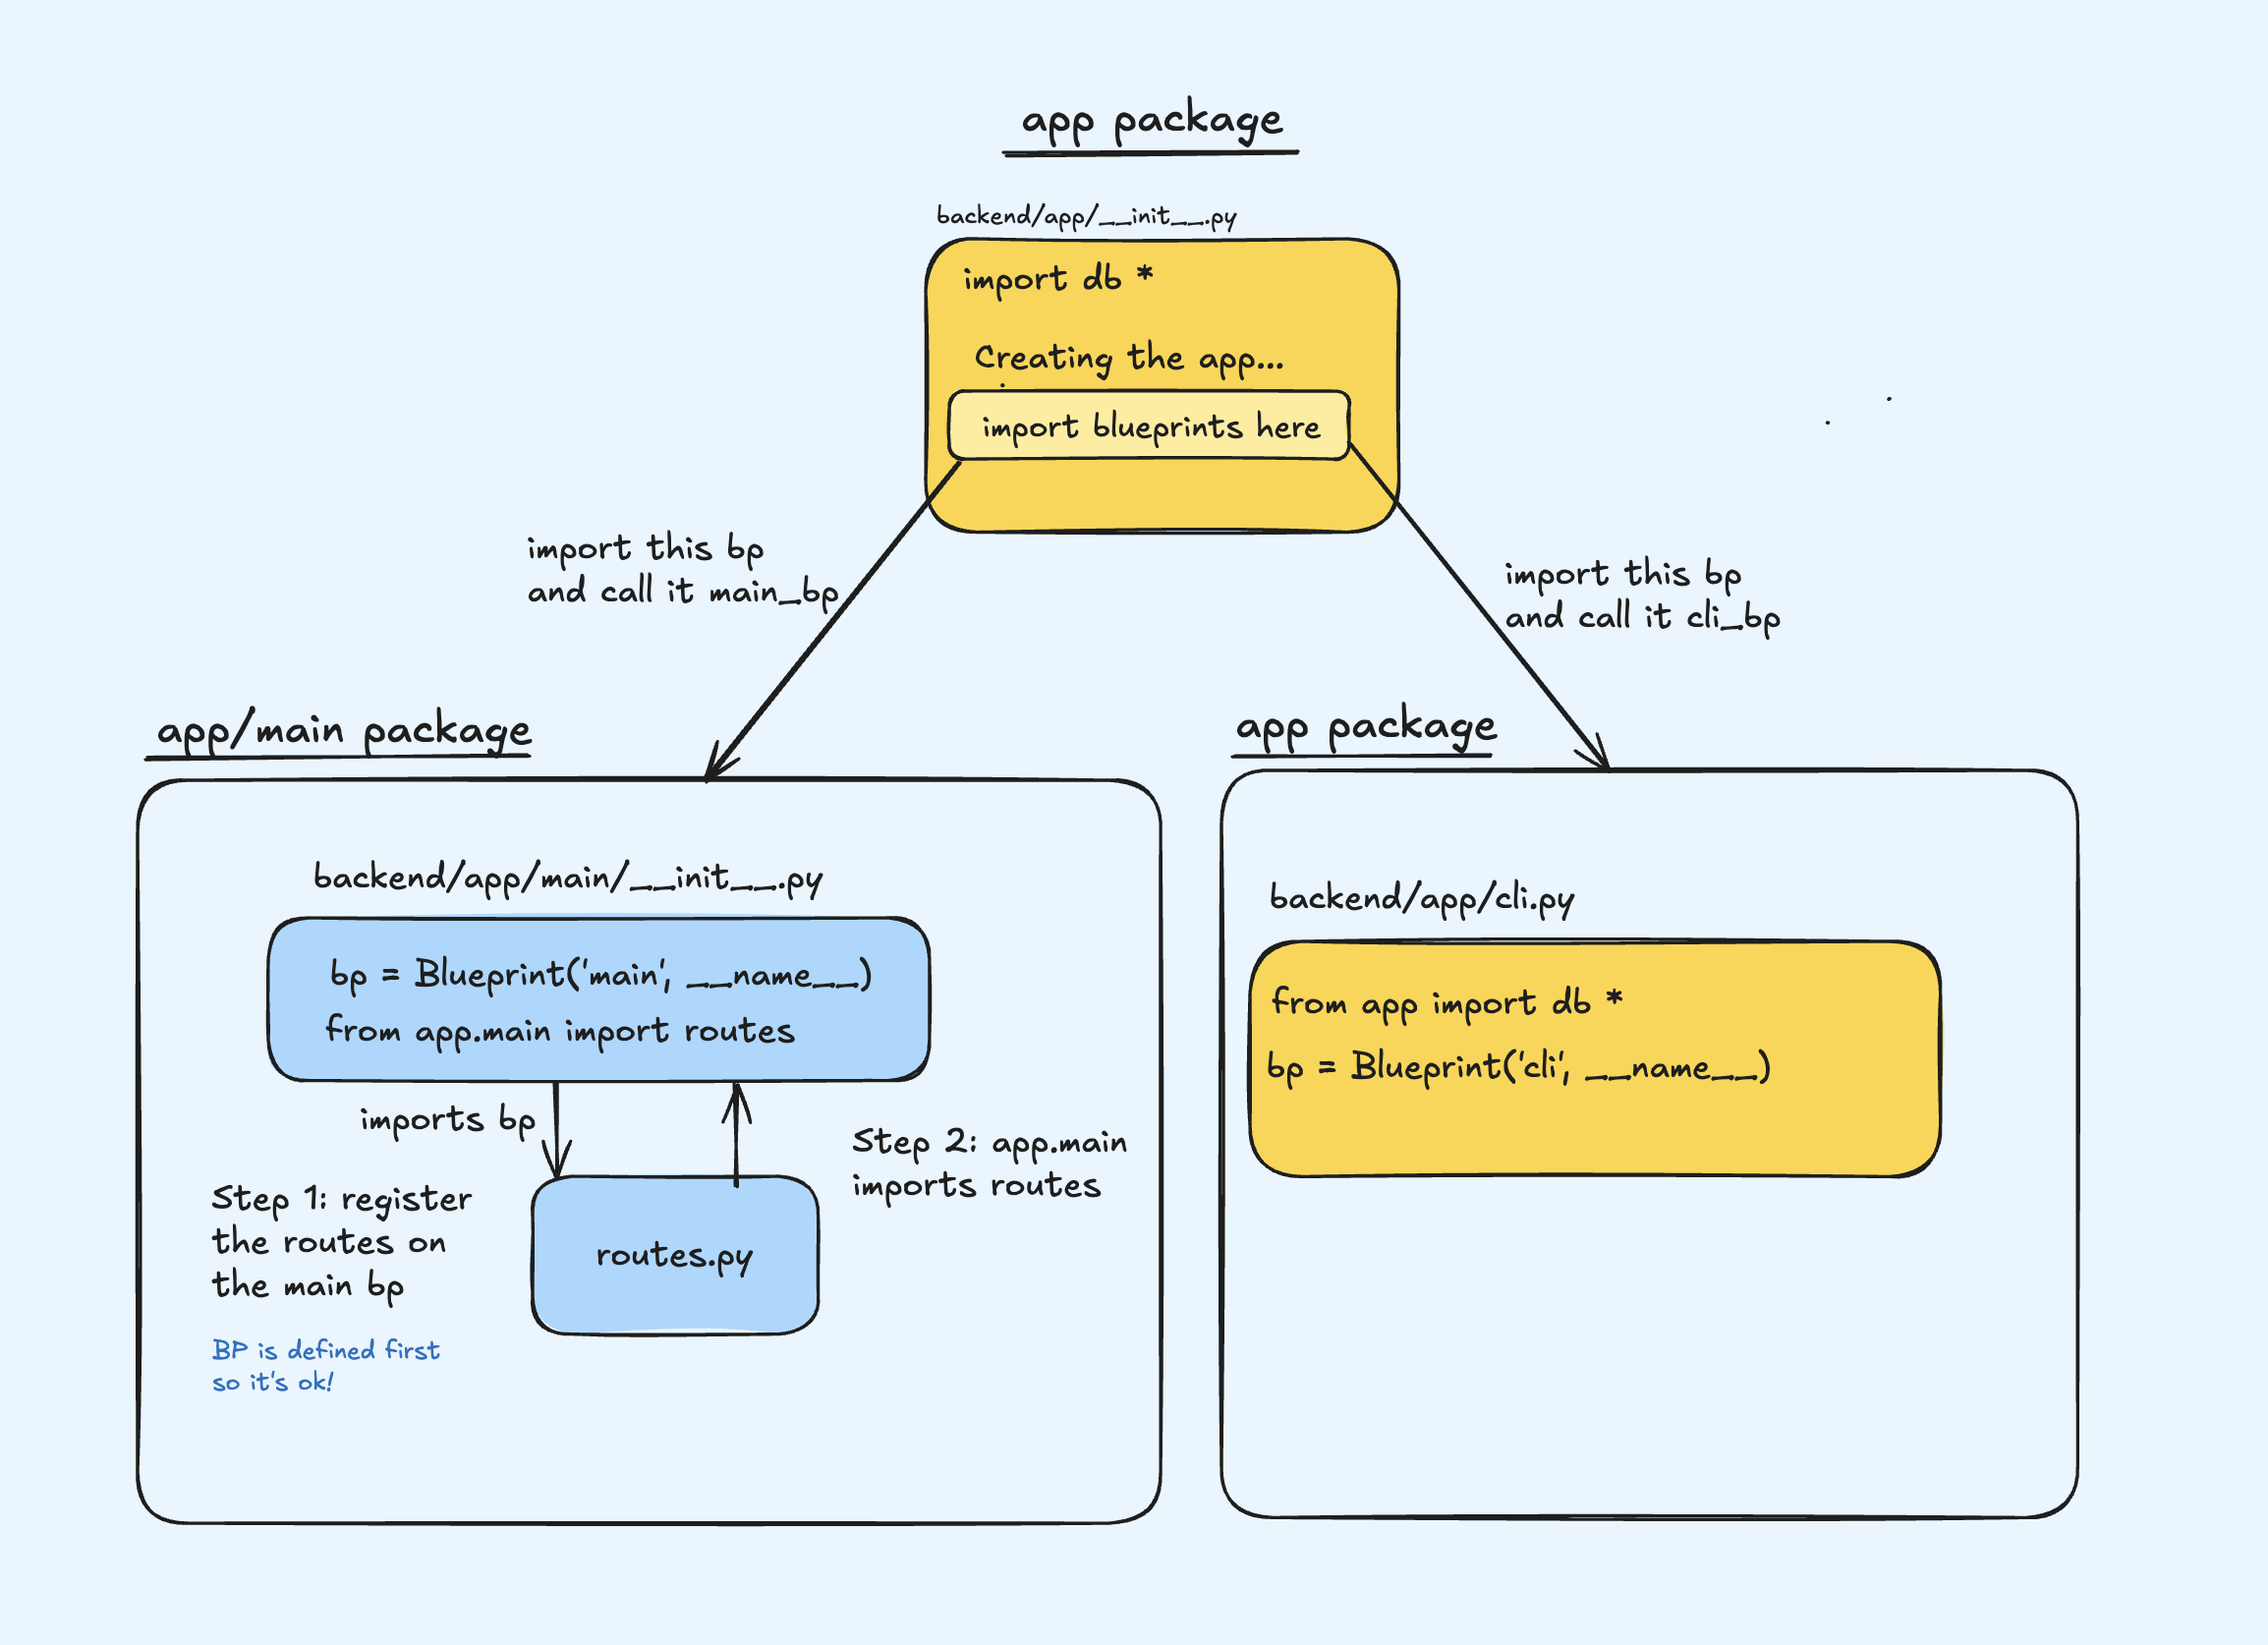 app package
backend/app/__init__.py
import db *
Creating the app...
import blueprints here
import this bp
and call it main_bp
import this bp
and call it cli_bp
app/main package
backend/app/main/__init__.py
bp = Blueprint('main', __name__)
from app.main import routes
imports bp
Step 1: register
the routes on
the main bp
BP is defined first
so it's ok!
routes.py
Step 2: app.main
imports routes
app package
backend/app/cli.py
from app import db *
bp = Blueprint('cli', __name__)